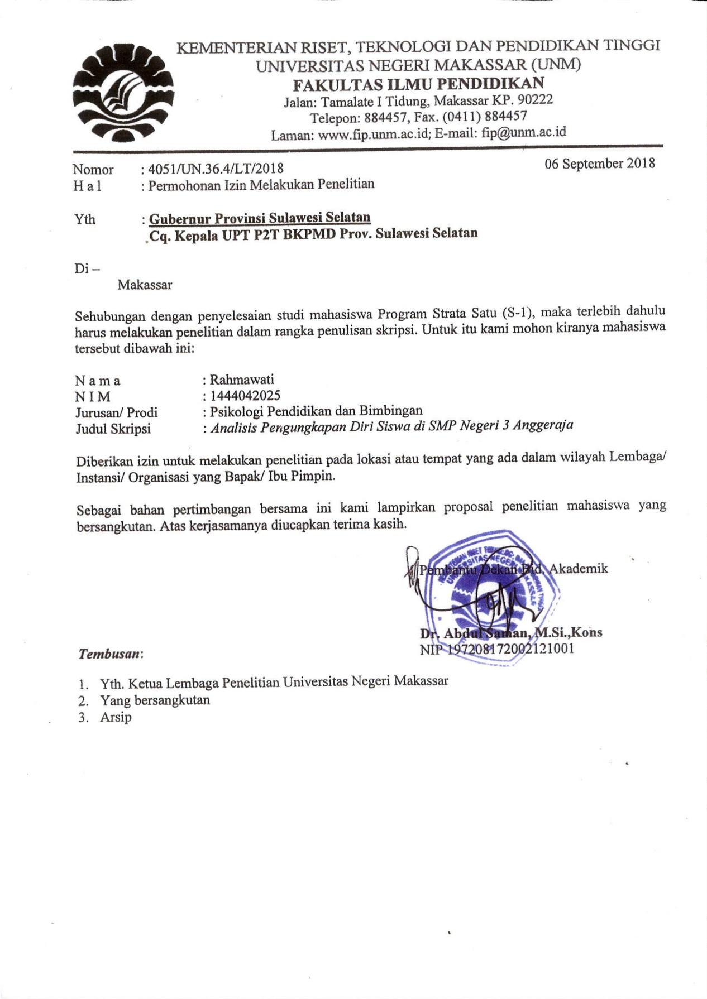 KEMENTERIAN RISET, TEKNOLOGI DAN PENDIDIKAN TINGGI
UNIVERSITAS NEGERI MAKASSAR (UNM)
FAKULTAS ILMU PENDIDIKAN
Jalan: Tamalate I Tidung, Makassar KP. 90222
Telepon: 884457, Fax. (0411) 884457
Laman: www.fip.unm.ac.id; E-mail: fip@unm.ac.id
06 September 2018
Nomor : 4051/UN.36.4/LT/2018
H a l : Permohonan Izin Melakukan Penelitian
Yth : Gubernur Provinsi Sulawesi Selatan
Cq. Kepala UPT P2T BKPMD Prov. Sulawesi Selatan
Di –
Makassar
Sehubungan dengan penyelesaian studi mahasiswa Program Strata Satu (S-1), maka terlebih dahulu
harus melakukan penelitian dalam rangka penulisan skripsi. Untuk itu kami mohon kiranya mahasiswa
tersebut dibawah ini:
N a m a : Rahmawati
N I M : 1444042025
Jurusan/ Prodi : Psikologi Pendidikan dan Bimbingan
Judul Skripsi : Analisis Pengungkapan Diri Siswa di SMP Negeri 3 Anggeraja
Diberikan izin untuk melakukan penelitian pada lokasi atau tempat yang ada dalam wilayah Lembaga/
Instansi/ Organisasi yang Bapak/ Ibu Pimpin.
Sebagai bahan pertimbangan bersama ini kami lampirkan proposal penelitian mahasiswa yang
bersangkutan. Atas kerjasamanya diucapkan terima kasih.
Pembantu Dekan Bid. Akademik
Dr. Abdul Saman, M.Si.,Kons
NIP 197208172002121001
Tembusan:
1. Yth. Ketua Lembaga Penelitian Universitas Negeri Makassar
2. Yang bersangkutan
3. Arsip